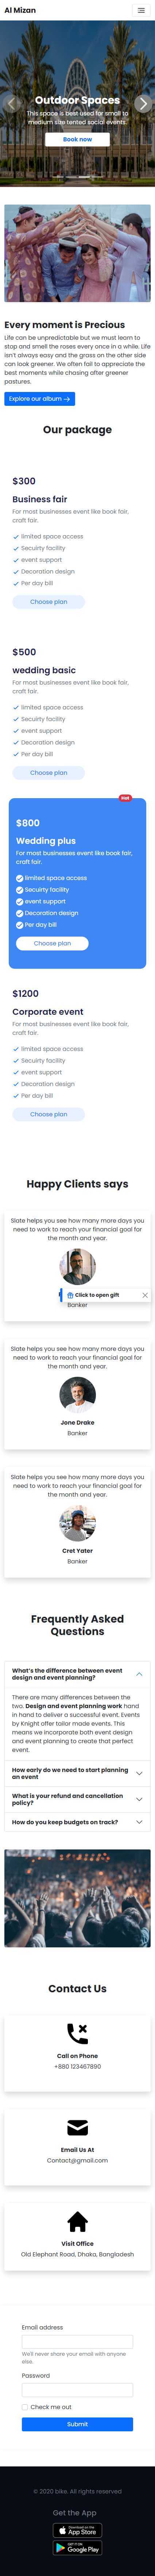 Al Mizan
Outdoor Spaces
This space is best used for small to
medium size tented social events.
Book now
Every moment is Precious
Life can be unpredictable but we must learn to
stop and smell the roses every once in a while. Life
isn't always easy and the grass on the other side
can look greener. We often fail to appreciate the
best moments while chasing after greener
pastures.
Explore our album
Our package
$300
Business fair
For most businesses event like book fair,
craft fair.
limited space access
Secuirty facility
event support
Decoration design
Per day bill
Choose plan
$500
wedding basic
For most businesses event like book fair,
craft fair.
limited space access
Secuirty facility
event support
Decoration design
Per day bill
Choose plan
Hot
$800
Wedding plus
For most businesses event like book fair,
craft fair.
limited space access
Secuirty facility
event support
Decoration design
Per day bill
Choose plan
$1200
Corporate event
For most businesses event like book fair,
craft fair.
limited space access
Secuirty facility
event support
Decoration design
Per day bill
Choose plan
Happy Clients says
Slate helps you see how many more days you
need to work to reach your financial goal for
the month and year.
Click to open gift
Banker
Slate helps you see how many more days you
need to work to reach your financial goal for
the month and year.
Jone Drake
Banker
Slate helps you see how many more days you
need to work to reach your financial goal for
the month and year.
Cret Yater
Banker
Frequently Asked
Questions
What's the difference between event
design and event planning?
There are many differences between the
two. Design and event planning work hand
in hand to deliver a successful event. Events
by Knight offer tailor made events. This
means we incorporate both event design
and event planning to create that perfect
event.
How early do we need to start planning
an event
What is your refund and cancellation
policy?
How do you keep budgets on track?
Contact Us
Call on Phone
+880 123467890
Email Us At
Contact@gmail.com
Visit Office
Old Elephant Road, Dhaka, Bangladesh
Email address
We'll never share your email with anyone
else.
Password
Check me out
Submit
© 2020 bike. All rights reserved
Get the App
Download on the
App Store
GET IT ON
Google Play